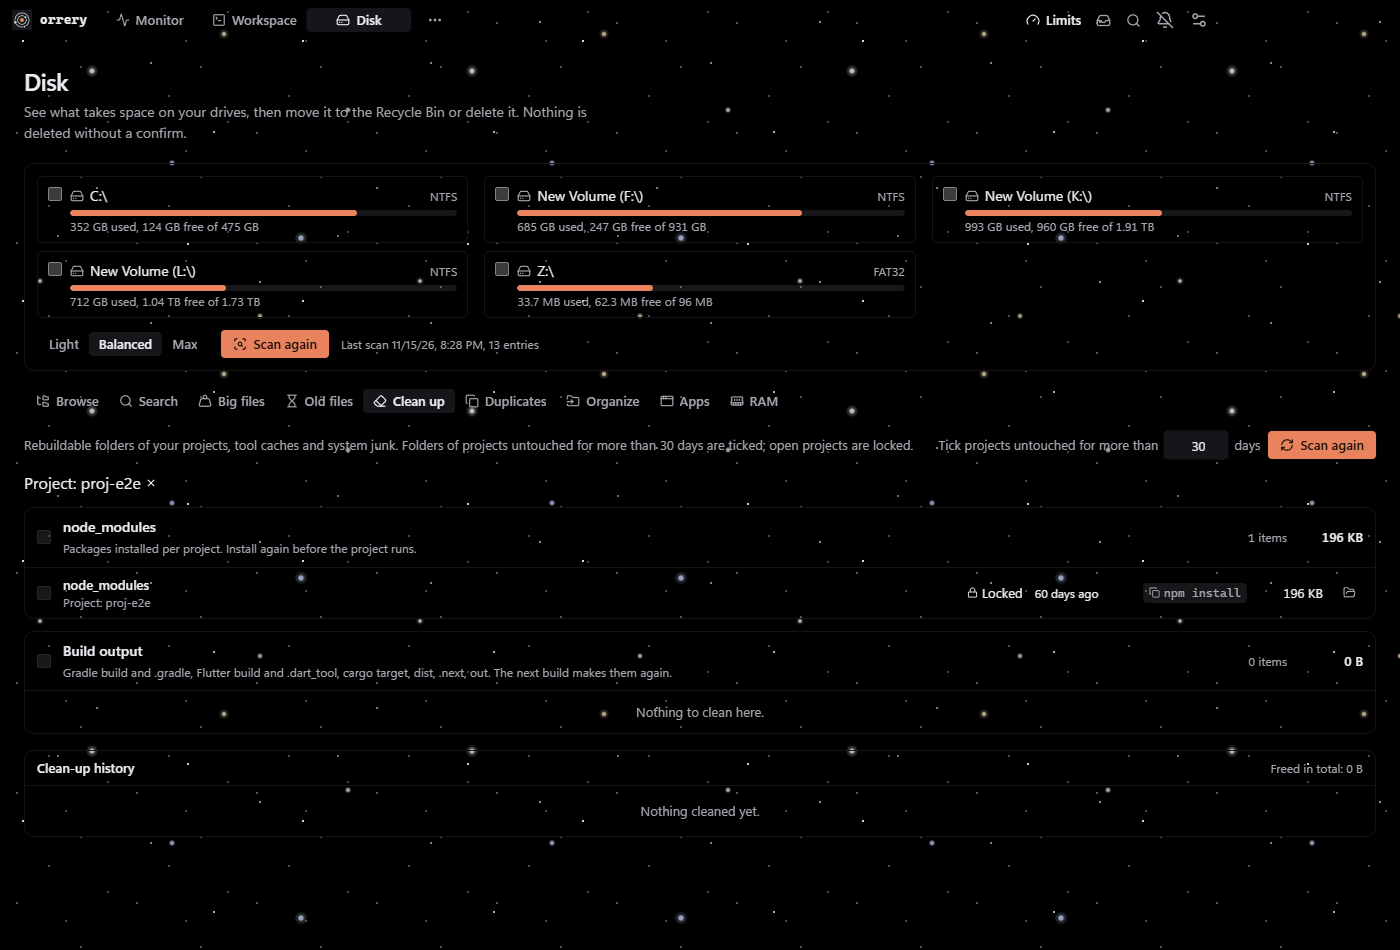 orrery Monitor Workspace Disk Limits
Disk
See what takes space on your drives, then move it to the Recycle Bin or delete it. Nothing is
deleted without a confirm.
C:\ NTFS
352 GB used, 124 GB free of 475 GB
New Volume (F:\) NTFS
685 GB used, 247 GB free of 931 GB
New Volume (K:\) NTFS
993 GB used, 960 GB free of 1.91 TB
New Volume (L:\) NTFS
712 GB used, 1.04 TB free of 1.73 TB
Z:\ FAT32
33.7 MB used, 62.3 MB free of 96 MB
Light Balanced Max Scan again Last scan 11/15/26, 8:28 PM, 13 entries
Browse Search Big files Old files Clean up Duplicates Organize Apps RAM
Rebuildable folders of your projects, tool caches and system junk. Folders of projects untouched for more than 30 days are ticked; open projects are locked. Tick projects untouched for more than 30 days Scan again
Project: proj-e2e ×
node_modules
Packages installed per project. Install again before the project runs.
1 items 196 KB
node_modules
Project: proj-e2e
Locked 60 days ago npm install 196 KB
Build output
Gradle build and .gradle, Flutter build and .dart_tool, cargo target, dist, .next, out. The next build makes them again.
0 items 0 B
Nothing to clean here.
Clean-up history Freed in total: 0 B
Nothing cleaned yet.